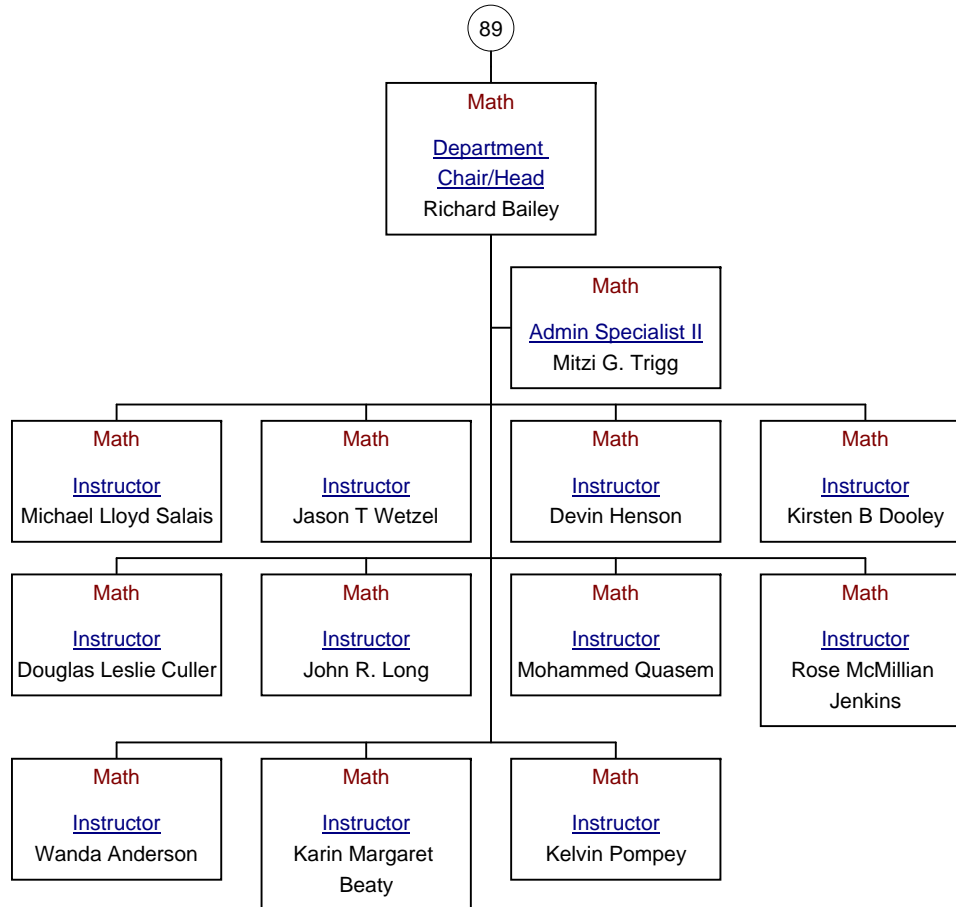 89
Math
Department
Chair/Head
Richard Bailey
Math
Admin Specialist II
Mitzi G. Trigg
Math
Instructor
Michael Lloyd Salais
Math
Instructor
Jason T Wetzel
Math
Instructor
Devin Henson
Math
Instructor
Kirsten B Dooley
Math
Instructor
Douglas Leslie Culler
Math
Instructor
John R. Long
Math
Instructor
Mohammed Quasem
Math
Instructor
Rose McMillian
Jenkins
Math
Instructor
Wanda Anderson
Math
Instructor
Karin Margaret
Beaty
Math
Instructor
Kelvin Pompey